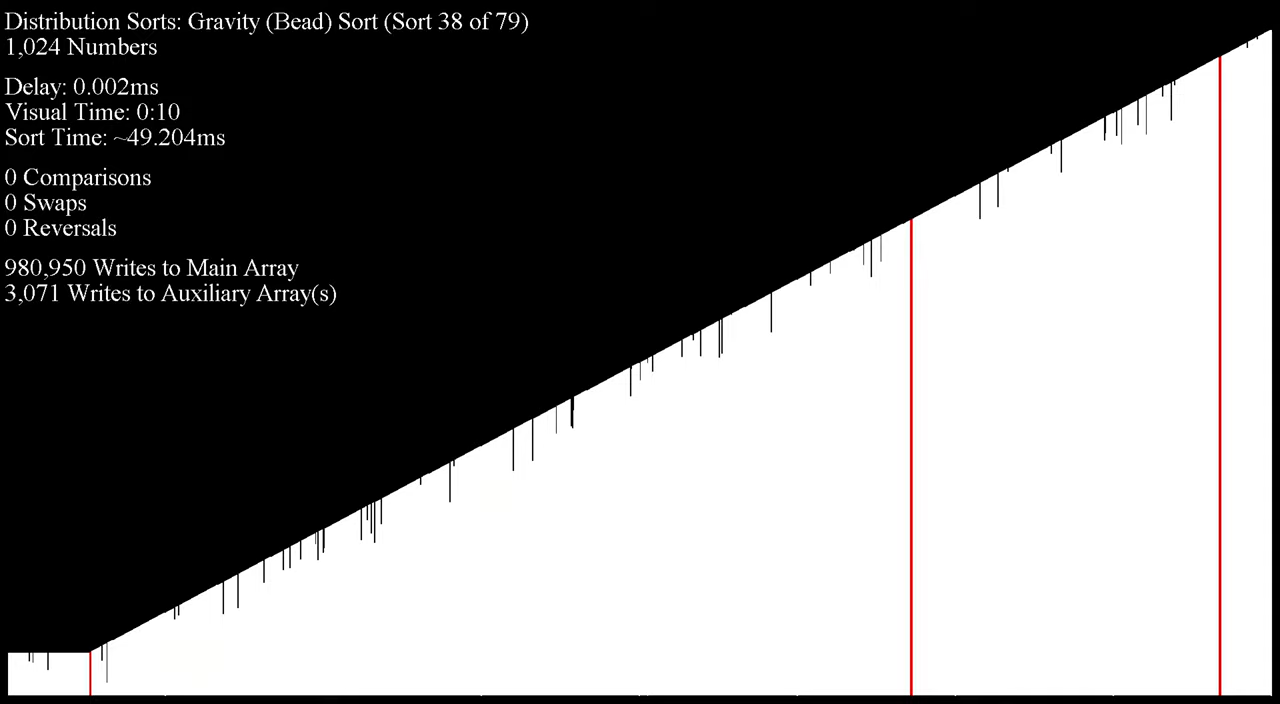 Distribution Sorts: Gravity (Bead) Sort (Sort 38 of 79)
1,024 Numbers
Delay: 0.002ms
Visual Time: 0:10
Sort Time: ~49.204ms
0 Comparisons
0 Swaps
0 Reversals
980,950 Writes to Main Array
3,071 Writes to Auxiliary Array(s)